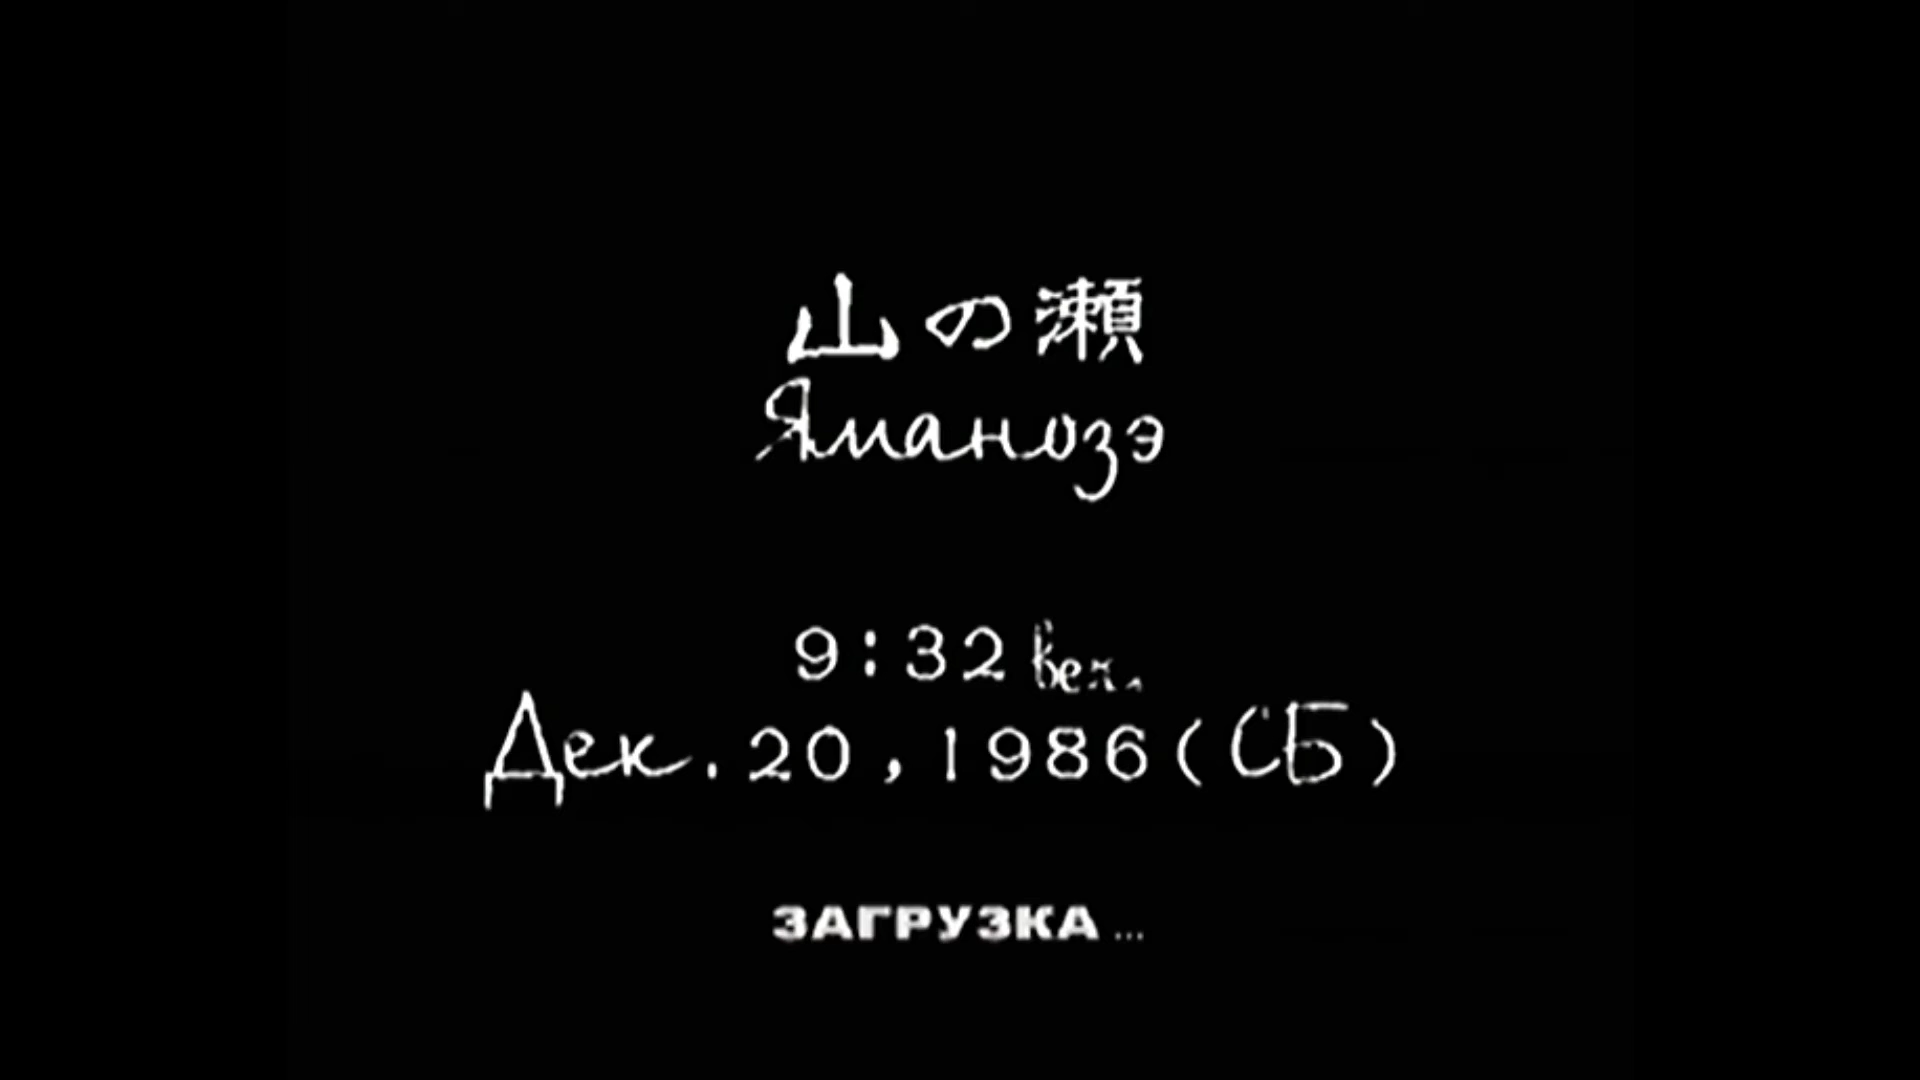 山の瀬
Яманозэ
9:32 Веч.
Дек. 20, 1986 (СБ)
ЗАГРУЗКА ...